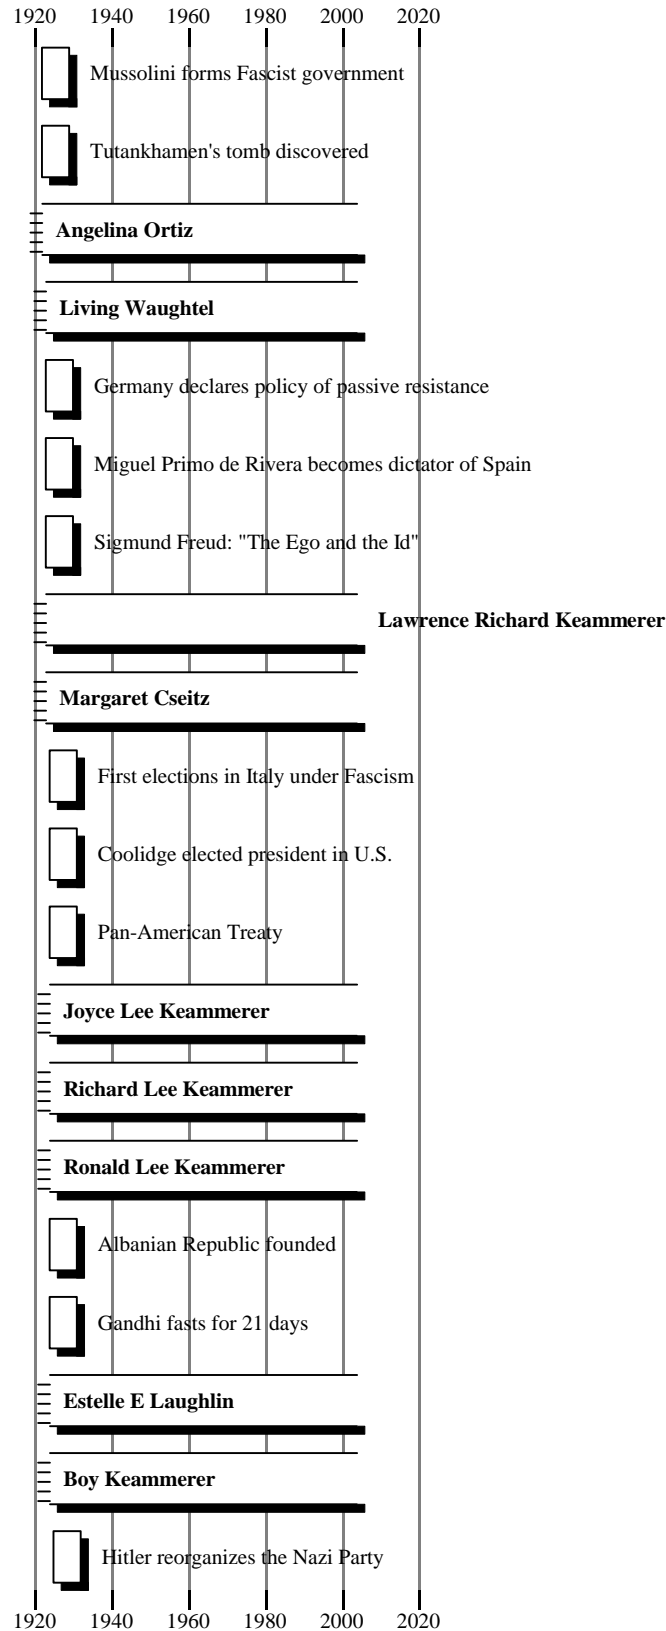 1920 1940 1960 1980 2000 2020
Mussolini forms Fascist government
Tutankhamen's tomb discovered
Angelina Ortiz
Living Waughtel
Germany declares policy of passive resistance
Miguel Primo de Rivera becomes dictator of Spain
Sigmund Freud: "The Ego and the Id"
Lawrence Richard Keammerer
Margaret Cseitz
First elections in Italy under Fascism
Coolidge elected president in U.S.
Pan-American Treaty
Joyce Lee Keammerer
Richard Lee Keammerer
Ronald Lee Keammerer
Albanian Republic founded
Gandhi fasts for 21 days
Estelle E Laughlin
Boy Keammerer
Hitler reorganizes the Nazi Party
1920 1940 1960 1980 2000 2020